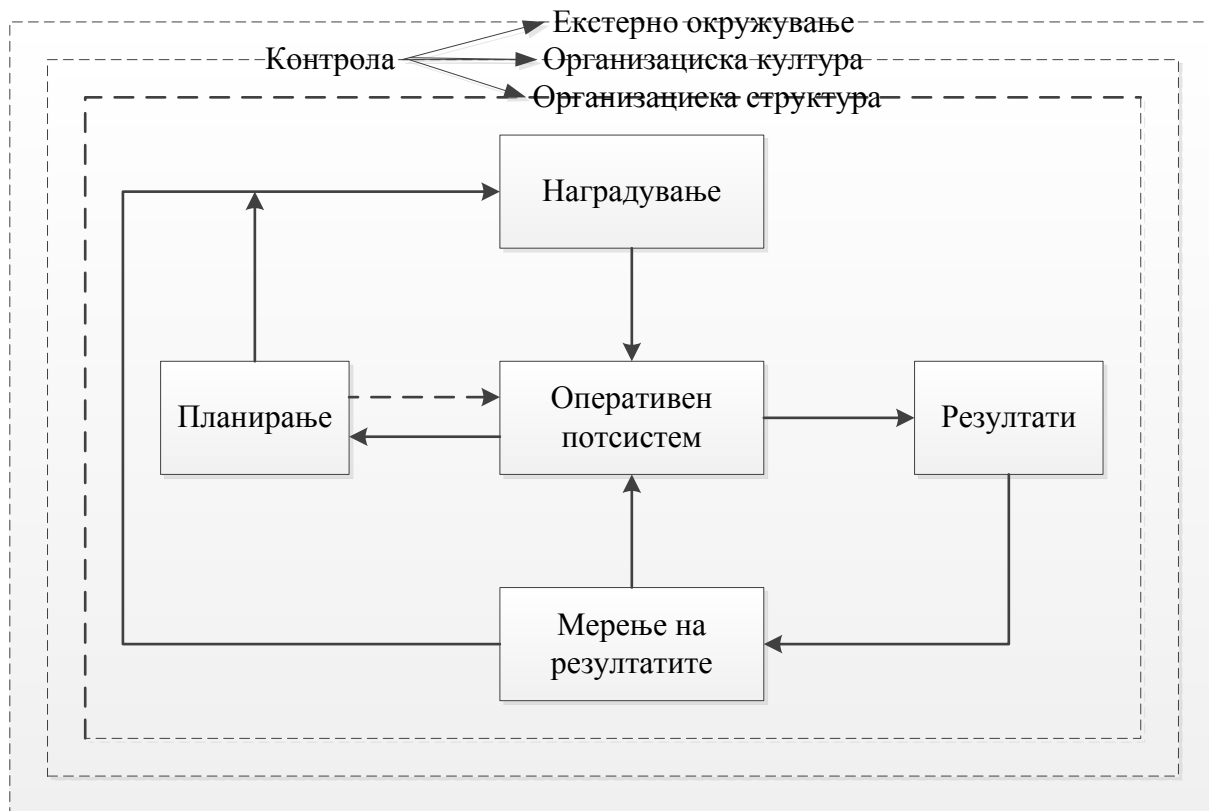 Екстерно окружување
Контрола
Организациска култура
Организациска структура
Наградување
Планирање
Оперативен
потсистем
Резултати
Мерење на
резултатите